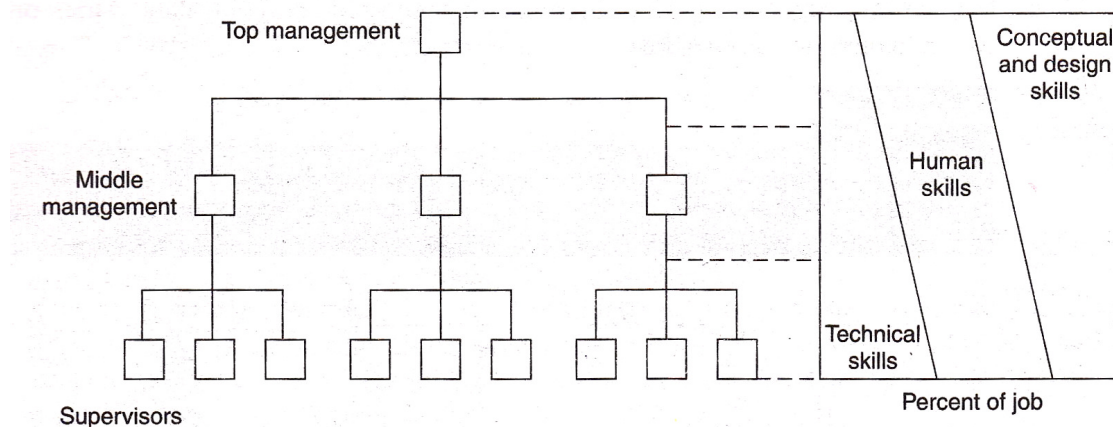 Top management
Conceptual
and design
skills
Middle
management
Human
skills
Technical
skills
Supervisors
Percent of job